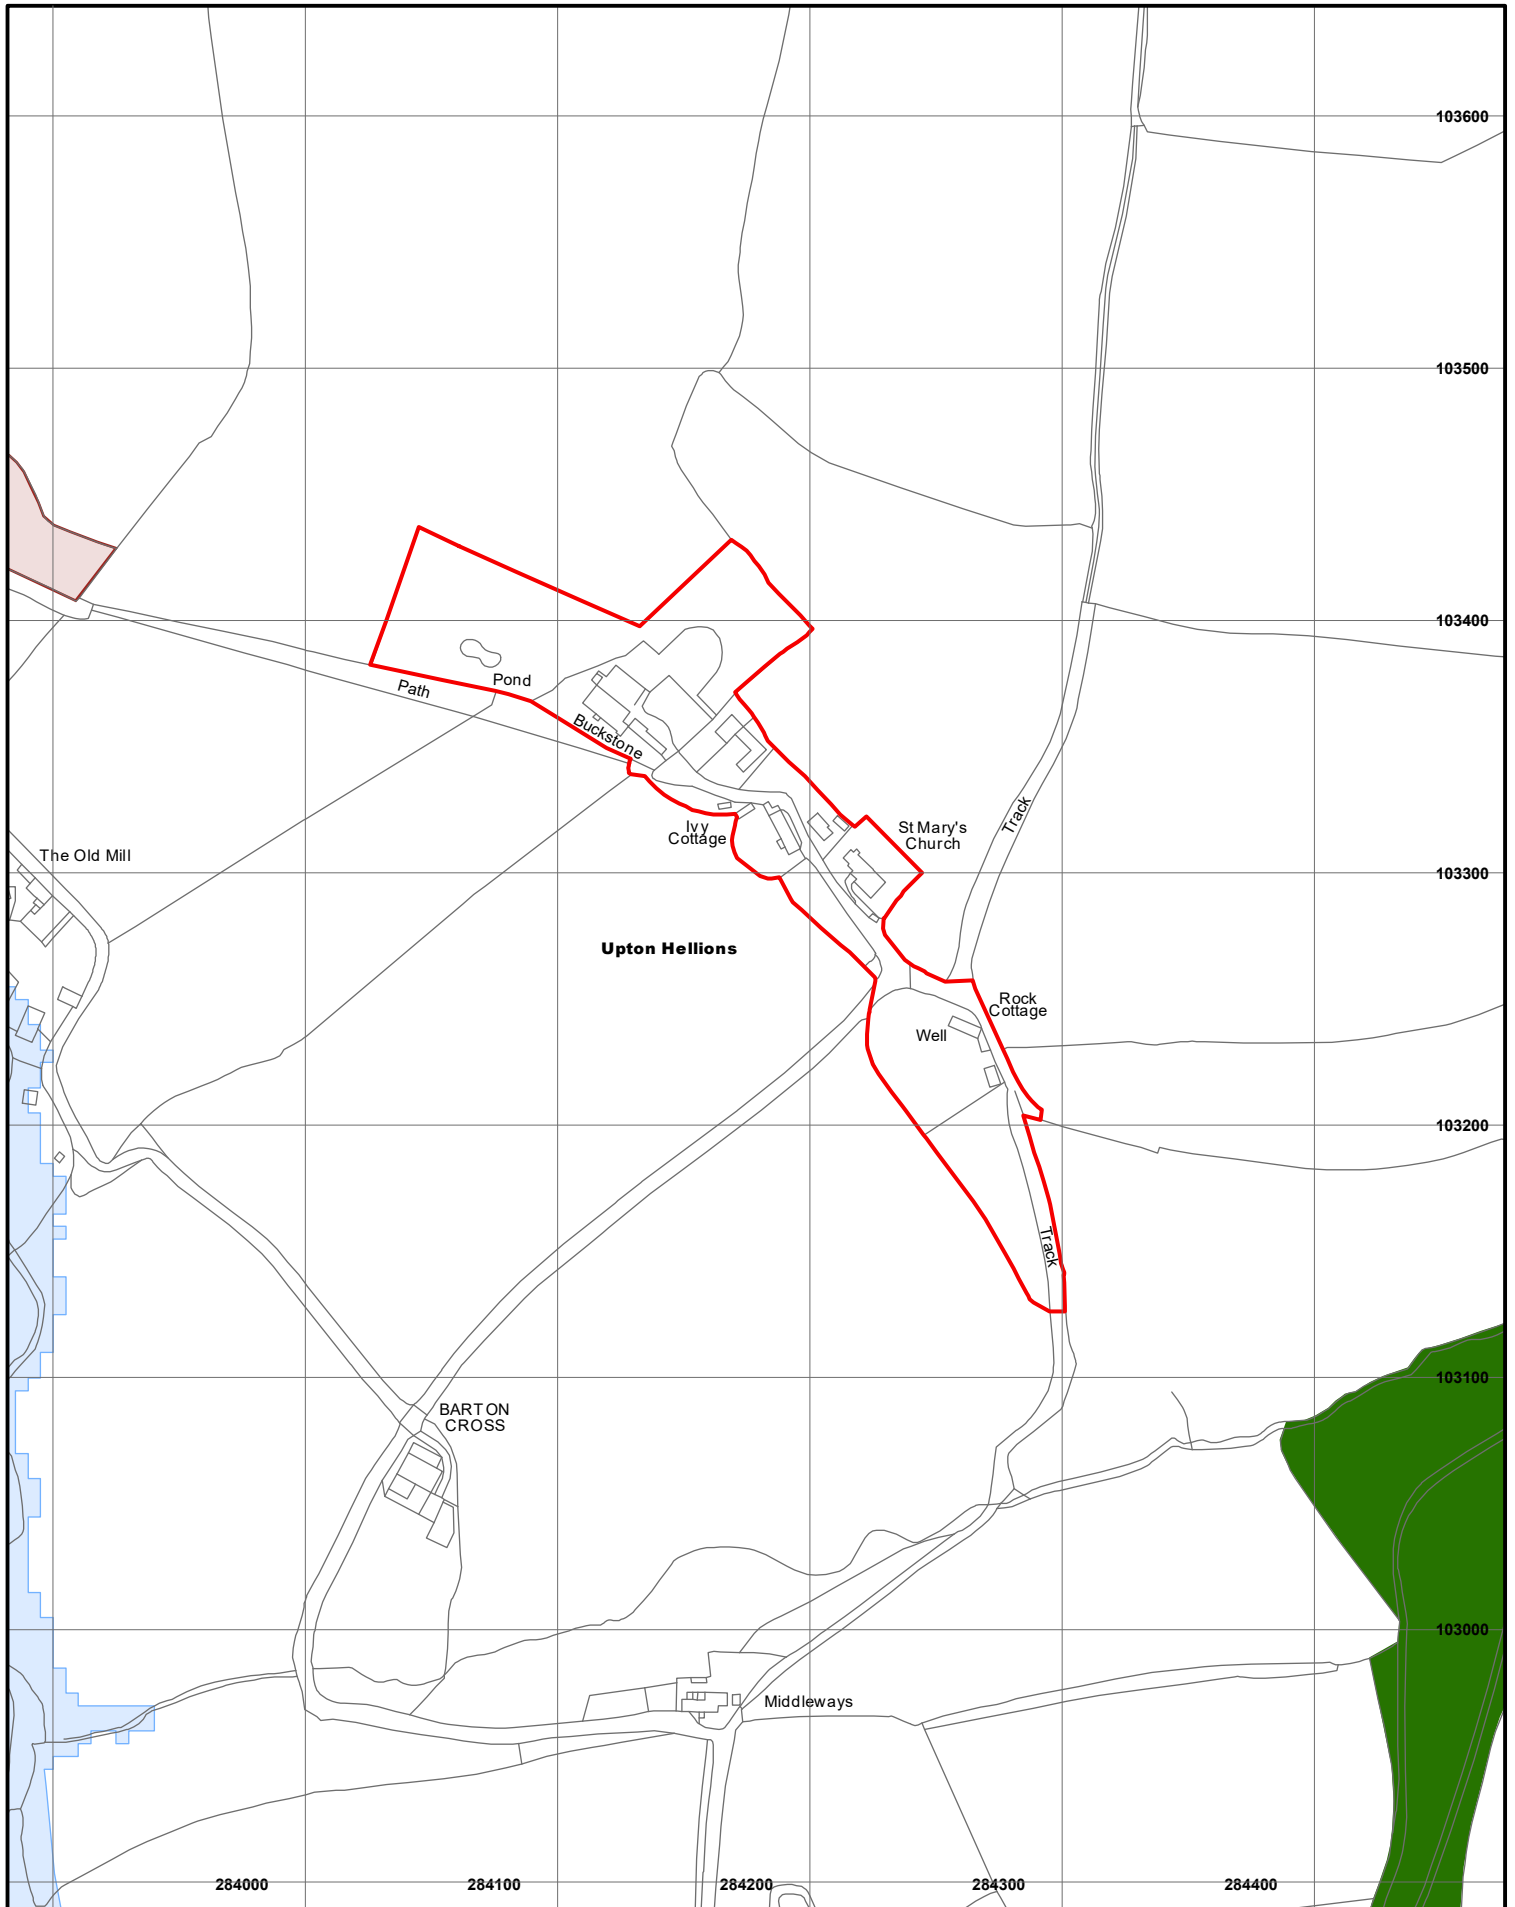 103600
103500
103400
Path
Pond
Buckstone
Ivy
Cottage
St Mary's
Church
Track
The Old Mill
103300
Upton Hellions
Rock
Cottage
Well
103200
Track
103100
BARTON
CROSS
103000
Middleways
284000
284100
284200
284300
284400